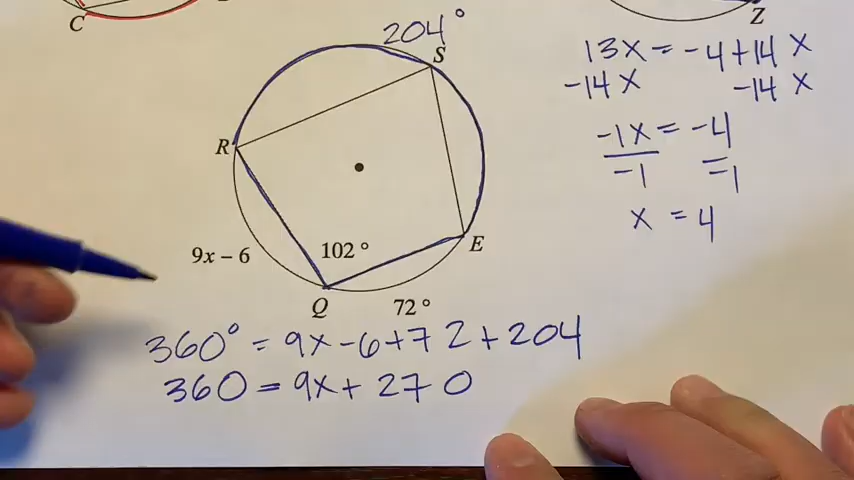 C
Z
204°
S
R
9x – 6
102°
E
Q
72°
13x = -4+14x
-14x -14x
-1x = -4
-1 -1
x = 4
360° = 9x-6+72+204
360 = 9x+270